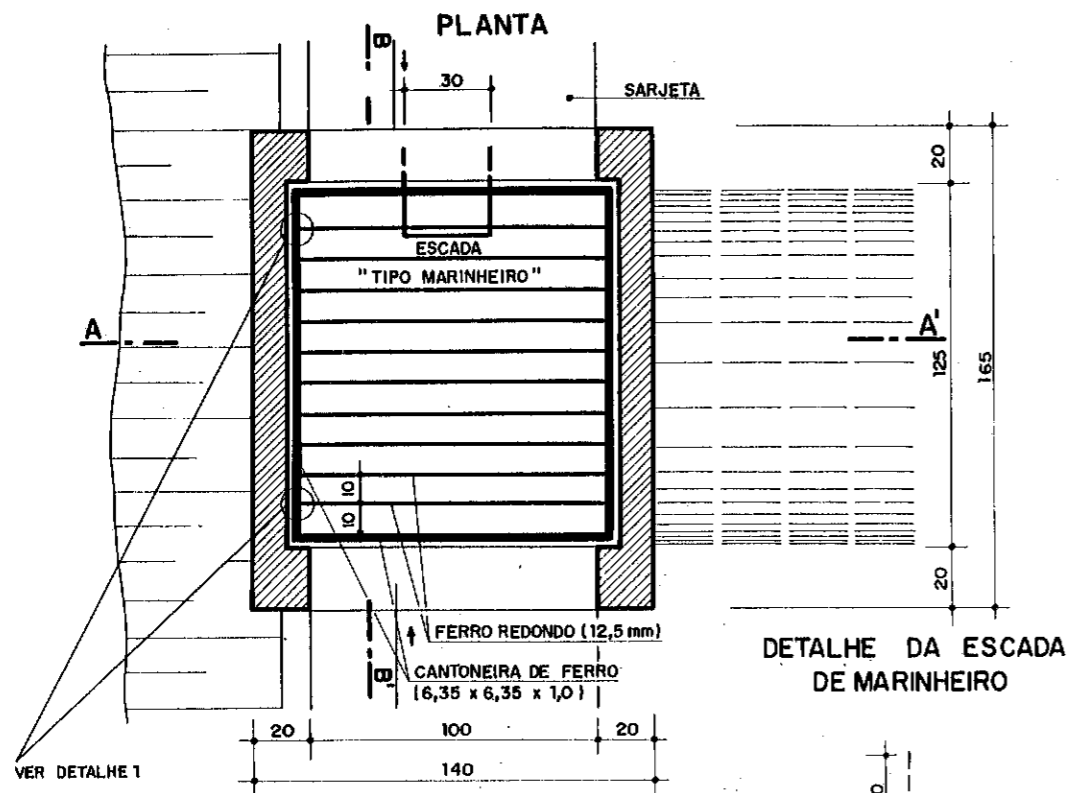 PLANTA
B
30
SARJETA
20
ESCADA
"TIPO MARINHEIRO"
A
A'
125
165
10
10
20
FERRO REDONDO (12,5 mm)
B'
CANTONEIRA DE FERRO
(6,35 x 6,35 x 1,0)
DETALHE DA ESCADA
DE MARINHEIRO
20
100
20
VER DETALHE 1
140